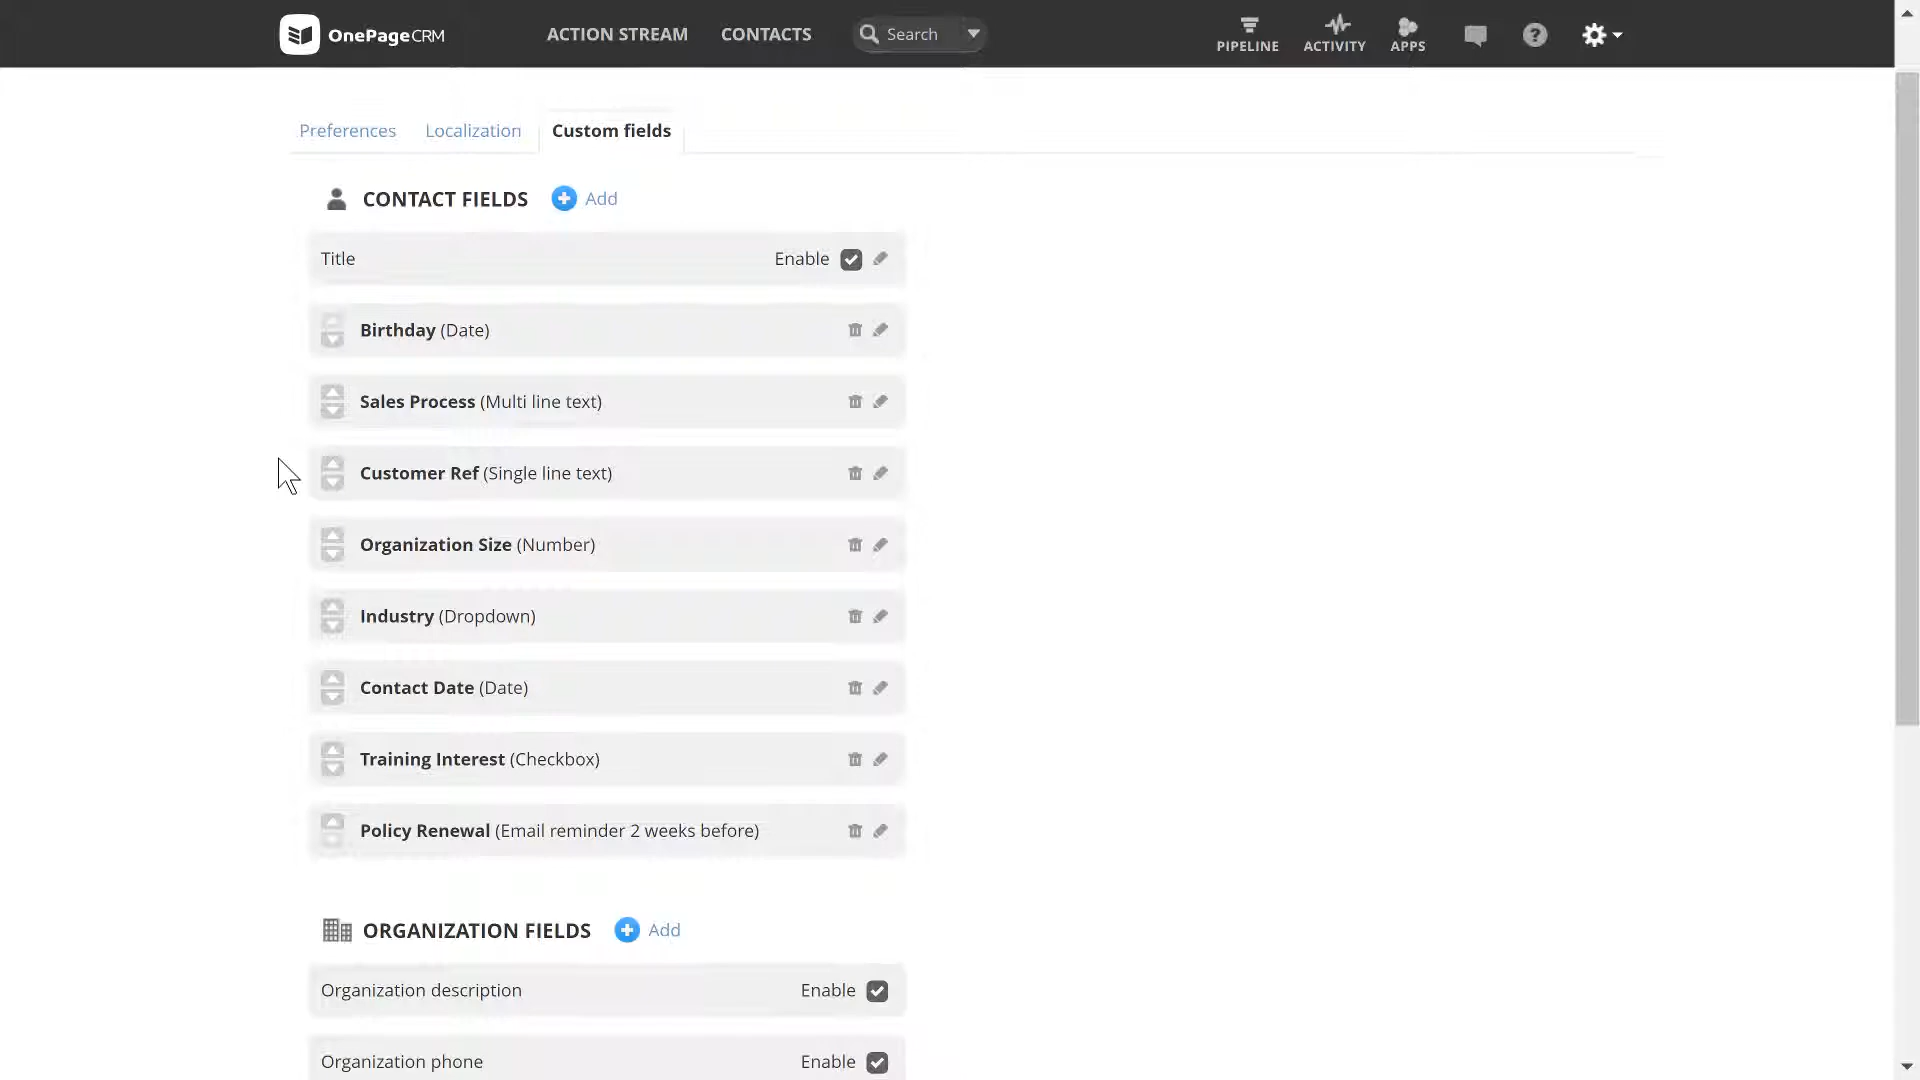 OnePageCRM ACTION STREAM CONTACTS Search PIPELINE ACTIVITY APPS ?
Preferences Localization Custom fields
CONTACT FIELDS Add
Title Enable
Birthday (Date)
Sales Process (Multi line text)
Customer Ref (Single line text)
Organization Size (Number)
Industry (Dropdown)
Contact Date (Date)
Training Interest (Checkbox)
Policy Renewal (Email reminder 2 weeks before)
ORGANIZATION FIELDS Add
Organization description Enable
Organization phone Enable